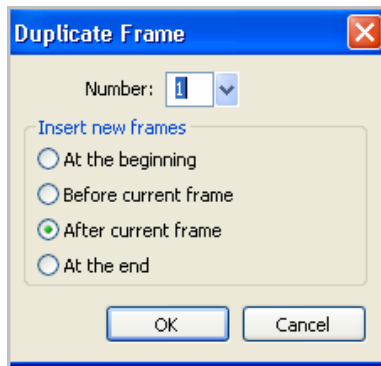 Duplicate Frame
Number: 1
Insert new frames
At the beginning
Before current frame
After current frame
At the end
OK Cancel